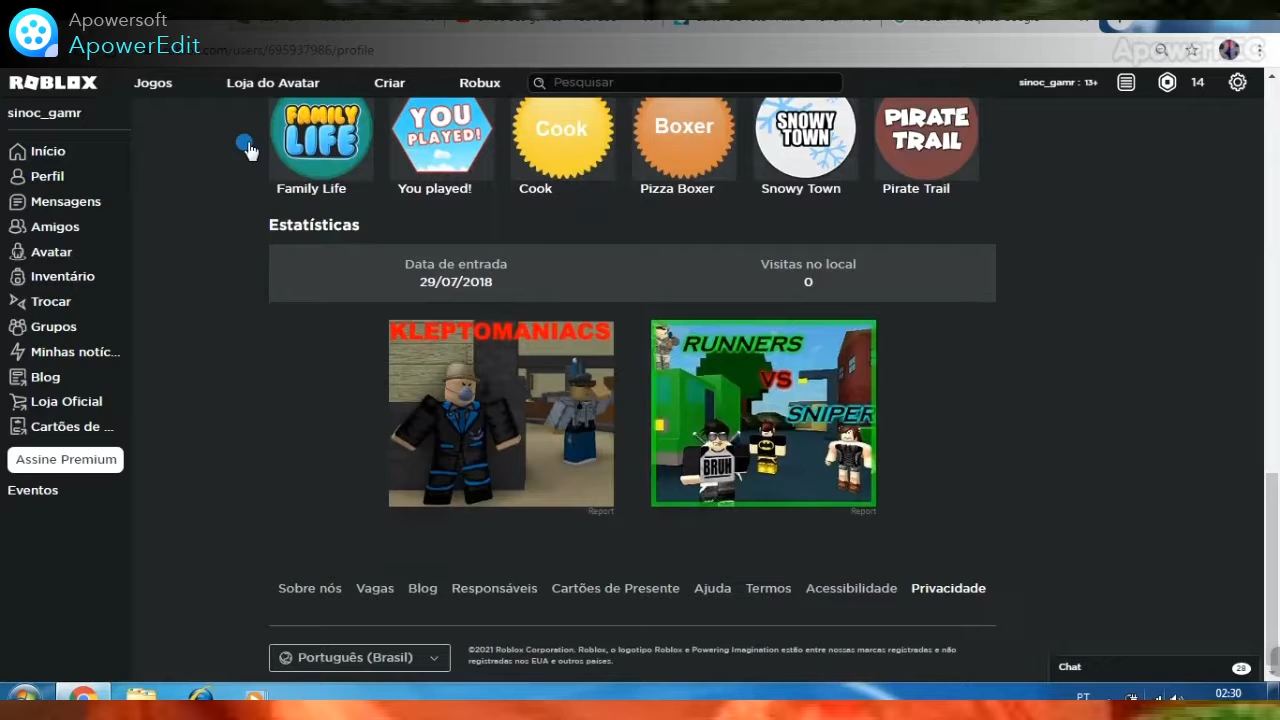 Apowersoft
ApowerEdit
.com/users/695937986/profile
ApowerREC
ROBLOX
Jogos
Loja do Avatar
Criar
Robux
Pesquisar
sinoc_gamr : 13+
14
sinoc_gamr
Início
Perfil
Mensagens
Amigos
Avatar
Inventário
Trocar
Grupos
Minhas notíc...
Blog
Loja Oficial
Cartões de ...
Assine Premium
Eventos
FAMILY
LIFE
YOU
PLAYED!
Cook
Boxer
SNOWY
TOWN
PIRATE
TRAIL
Family Life
You played!
Cook
Pizza Boxer
Snowy Town
Pirate Trail
Estatísticas
Data de entrada
29/07/2018
Visitas no local
0
KLEPTOMANIACS
RUNNERS
VS
SNIPER
BRUH
Report
Report
Sobre nós
Vagas
Blog
Responsáveis
Cartões de Presente
Ajuda
Termos
Acessibilidade
Privacidade
Português (Brasil)
©2021 Roblox Corporation. Roblox, o logotipo Roblox e Powering Imagination estão entre nossas marcas registradas e não
registradas nos EUA e outros países.
Chat
28
PT
02:30